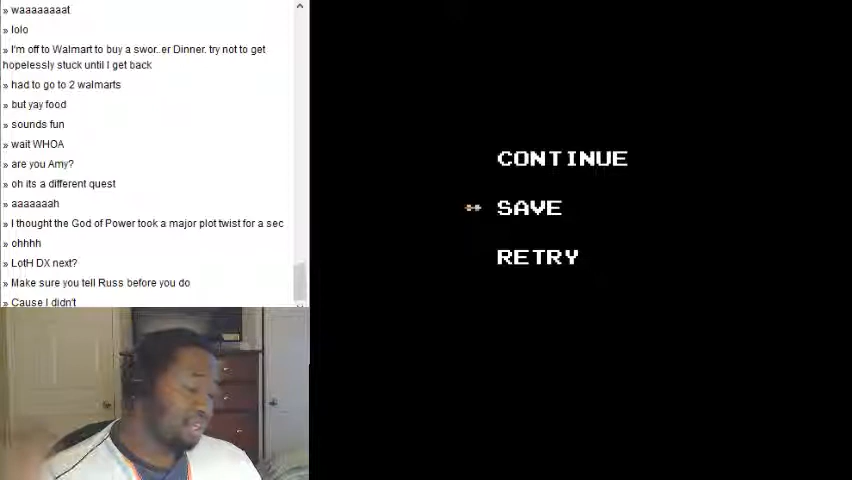 » waaaaaaaat
» lolo
» I'm off to Walmart to buy a swor..er Dinner. try not to get
hopelessly stuck until I get back
» had to go to 2 walmarts
» but yay food
» sounds fun
» wait WHOA
» are you Amy?
» oh its a different quest
» aaaaaaah
» I thought the God of Power took a major plot twist for a sec
» ohhhh
» LotH DX next?
» Make sure you tell Russ before you do
» Cause I didn't
CONTINUE
SAVE
RETRY